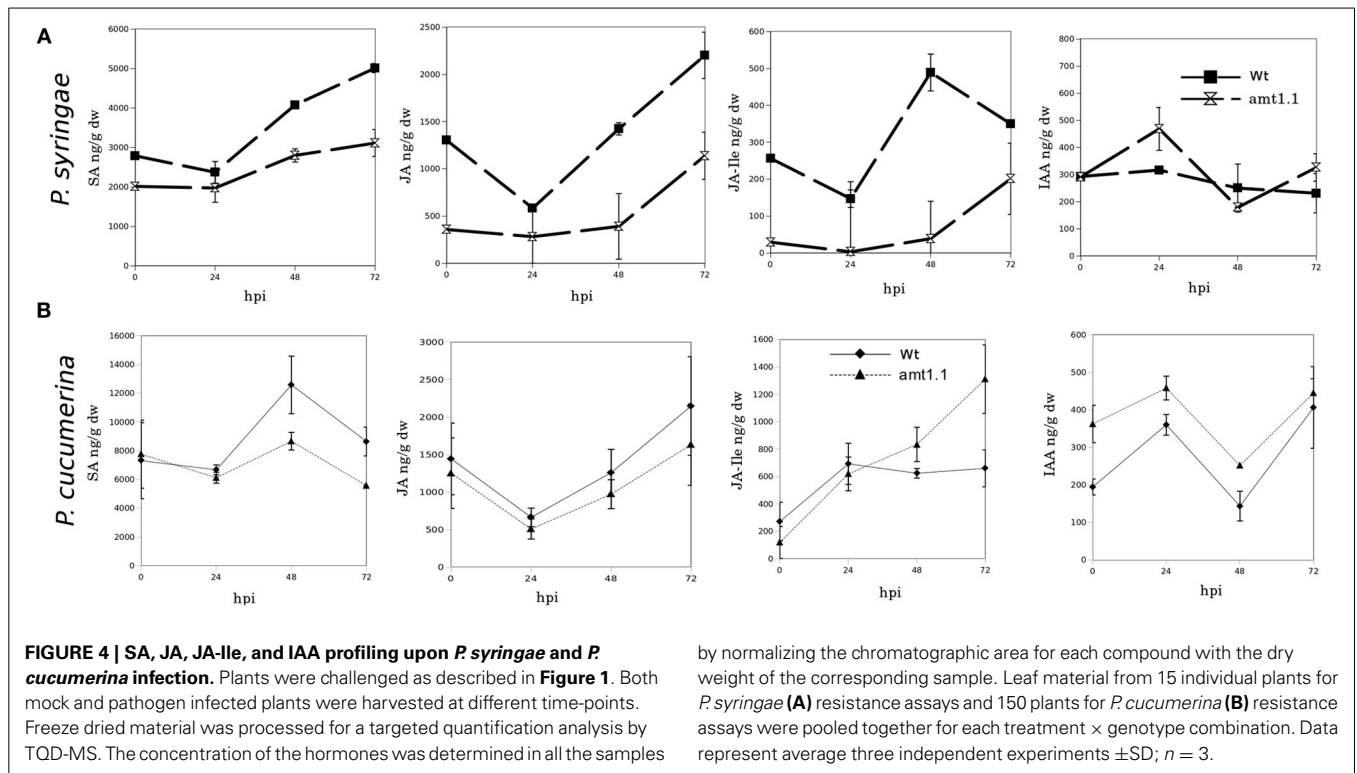 A
P. syringae
SA ng/g dw
6000
5000
4000
3000
2000
1000
0
0 24 48 72
hpi
JA ng/g dw
2500
2000
1500
1000
500
0
0 24 48 72
hpi
JA-Ile ng/g dw
600
500
400
300
200
100
0
0 24 48 72
hpi
IAA ng/g dw
800
700
600
500
400
300
200
100
0
Wt
amt1.1
0 24 48 72
hpi
B
P. cucumerina
SA ng/g dw
16000
14000
12000
10000
8000
6000
4000
2000
0
0 24 48 72
hpi
JA ng/g dw
3000
2500
2000
1500
1000
500
0
0 24 48 72
hpi
JA-Ile ng/g dw
1600
1400
1200
1000
800
600
400
200
0
Wt
amt1.1
0 24 48 72
hpi
IAA ng/g dw
600
500
400
300
200
100
0
0 24 48 72
hpi
FIGURE 4 | SA, JA, JA-Ile, and IAA profiling upon P. syringae and P.
cucumerina infection. Plants were challenged as described in Figure 1. Both
mock and pathogen infected plants were harvested at different time-points.
Freeze dried material was processed for a targeted quantification analysis by
TQD-MS. The concentration of the hormones was determined in all the samples
by normalizing the chromatographic area for each compound with the dry
weight of the corresponding sample. Leaf material from 15 individual plants for
P. syringae (A) resistance assays and 150 plants for P. cucumerina (B) resistance
assays were pooled together for each treatment × genotype combination. Data
represent average three independent experiments ±SD; n = 3.